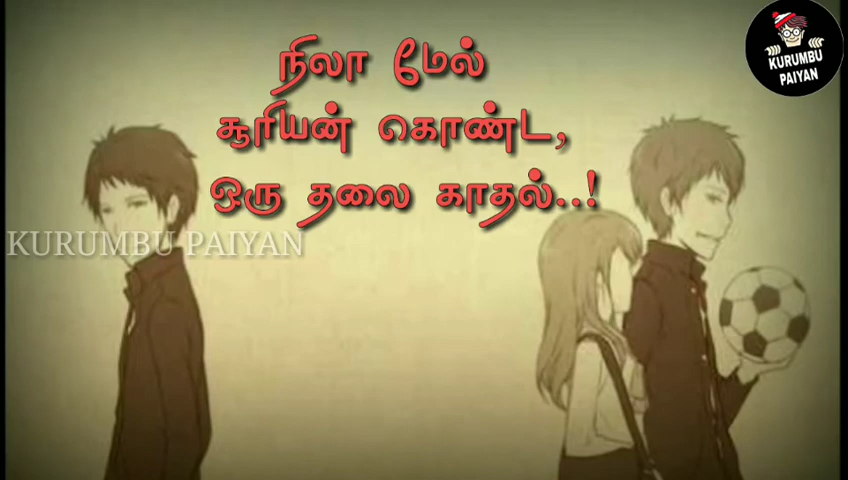 நிலா மேல்
சூரியன் கொண்ட,
ஒரு தலை காதல்..!
KURUMBU
PAIYAN
KURUMBU PAIYAN